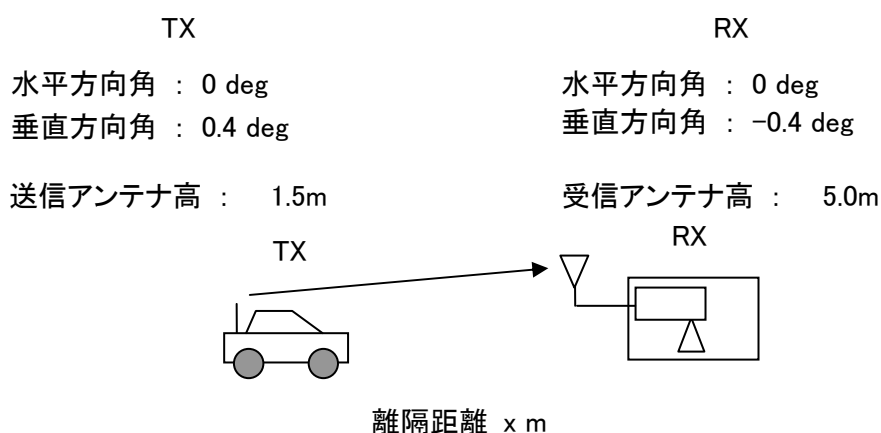 TX
水平方向角 : 0 deg
垂直方向角 : 0.4 deg
送信アンテナ高 : 1.5m
TX
RX
水平方向角 : 0 deg
垂直方向角 : -0.4 deg
受信アンテナ高 : 5.0m
RX
離隔距離 x m